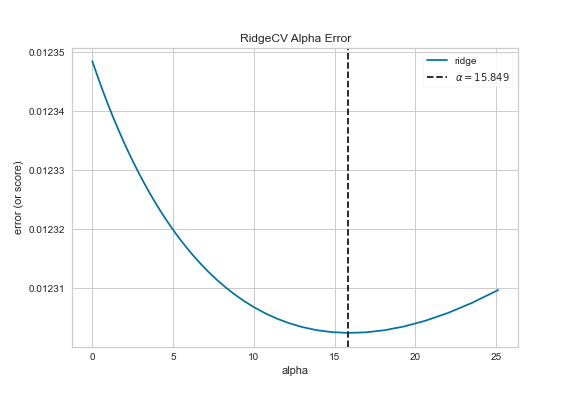 RidgeCV Alpha Error
0.01235
0.01234
0.01233
0.01232
0.01231
error (or score)
ridge
α = 15.849
0 5 10 15 20 25
alpha